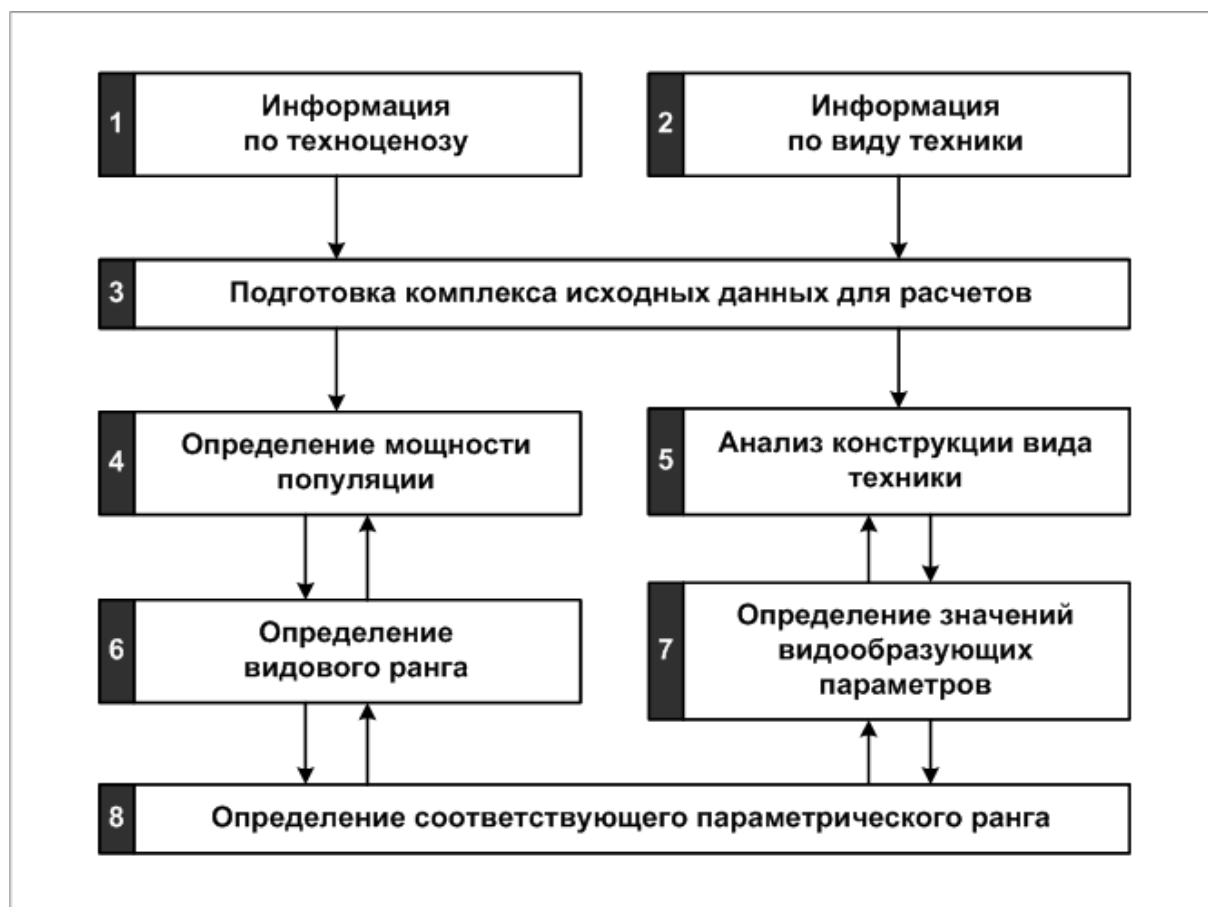 1
Информация
по техноценозу
2
Информация
по виду техники
3
Подготовка комплекса исходных данных для расчетов
4
Определение мощности
популяции
5
Анализ конструкции вида
техники
6
Определение
видового ранга
7
Определение значений
видообразующих
параметров
8
Определение соответствующего параметрического ранга